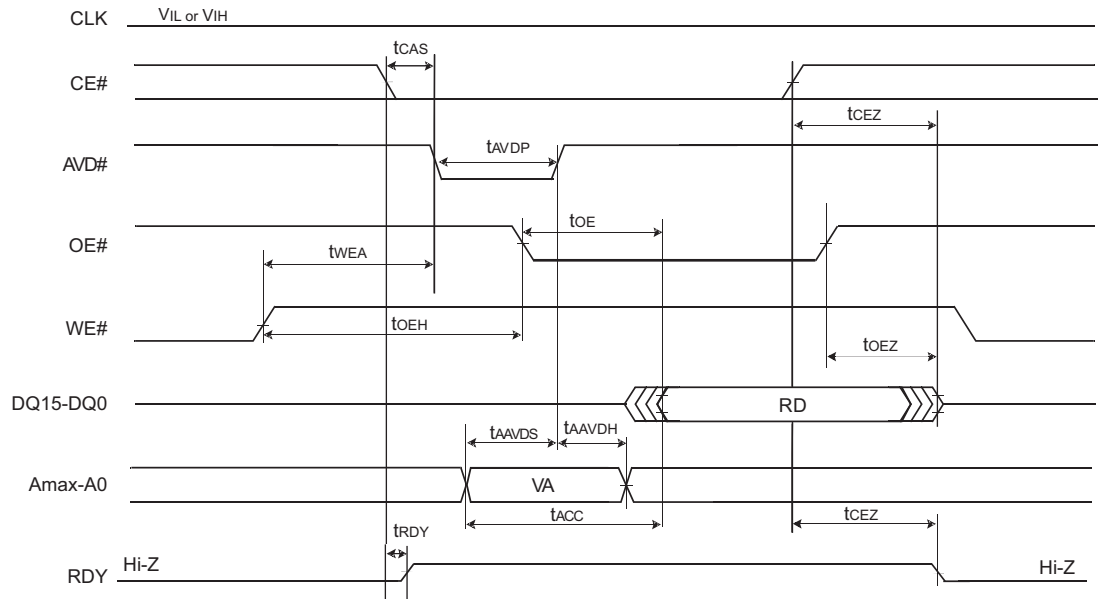 CLK VIL or VIH
tCAS
CE#
tCEZ
AVD# tAVDP
tOE
OE#
tWEA
WE# tOEH
tOEZ
DQ15-DQ0 RD
tAAVDS tAAVDH
Amax-A0 VA
tACC tCEZ
tRDY
RDY Hi-Z Hi-Z